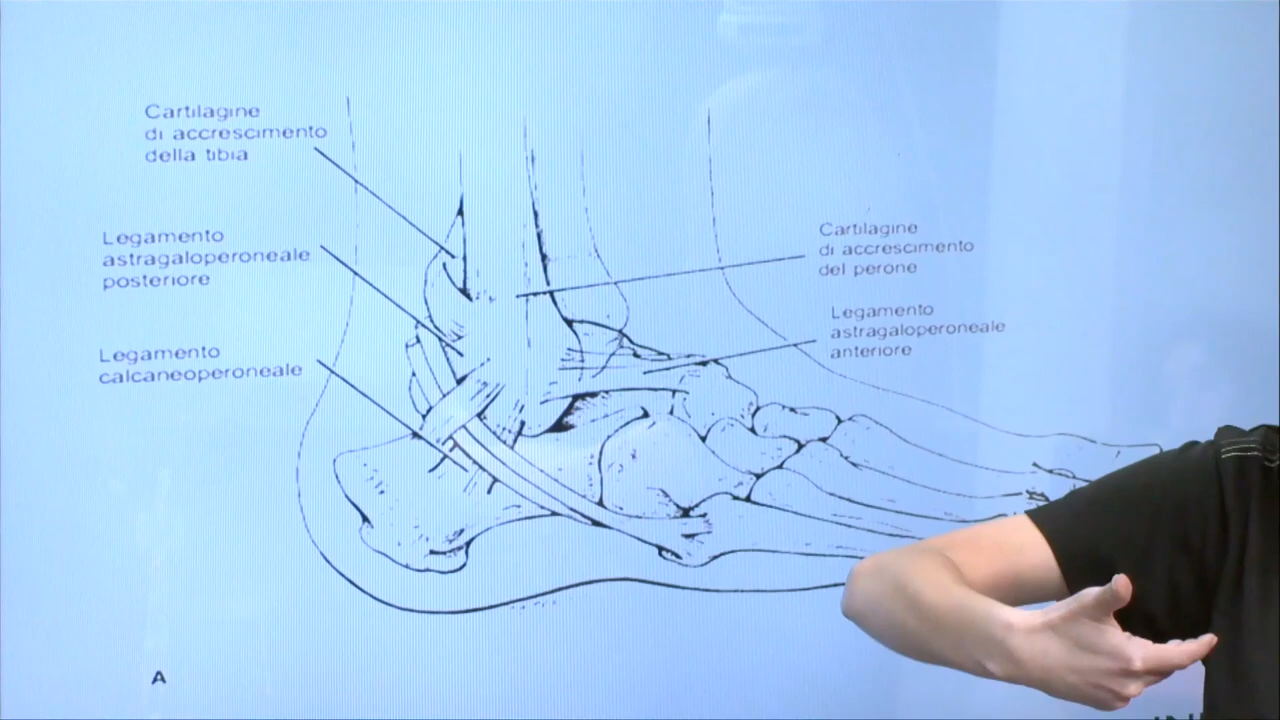 Cartilagine
di accrescimento
della tibia
Legamento
astragaloperoneale
posteriore
Legamento
calcaneoperoneale
Cartilagine
di accrescimento
del perone
Legamento
astragaloperoneale
anteriore
A